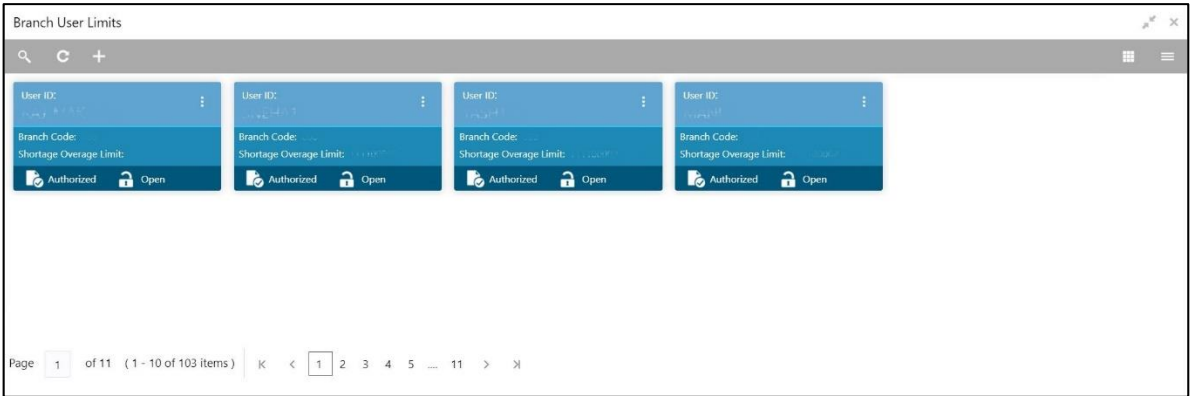 Branch User Limits
User ID:
Branch Code:
Shortage Overage Limit:
Authorized Open
User ID:
Branch Code:
Shortage Overage Limit:
Authorized Open
User ID:
Branch Code:
Shortage Overage Limit:
Authorized Open
User ID:
Branch Code:
Shortage Overage Limit:
Authorized Open
Page 1 of 11 ( 1 - 10 of 103 items ) 1 2 3 4 5 .... 11